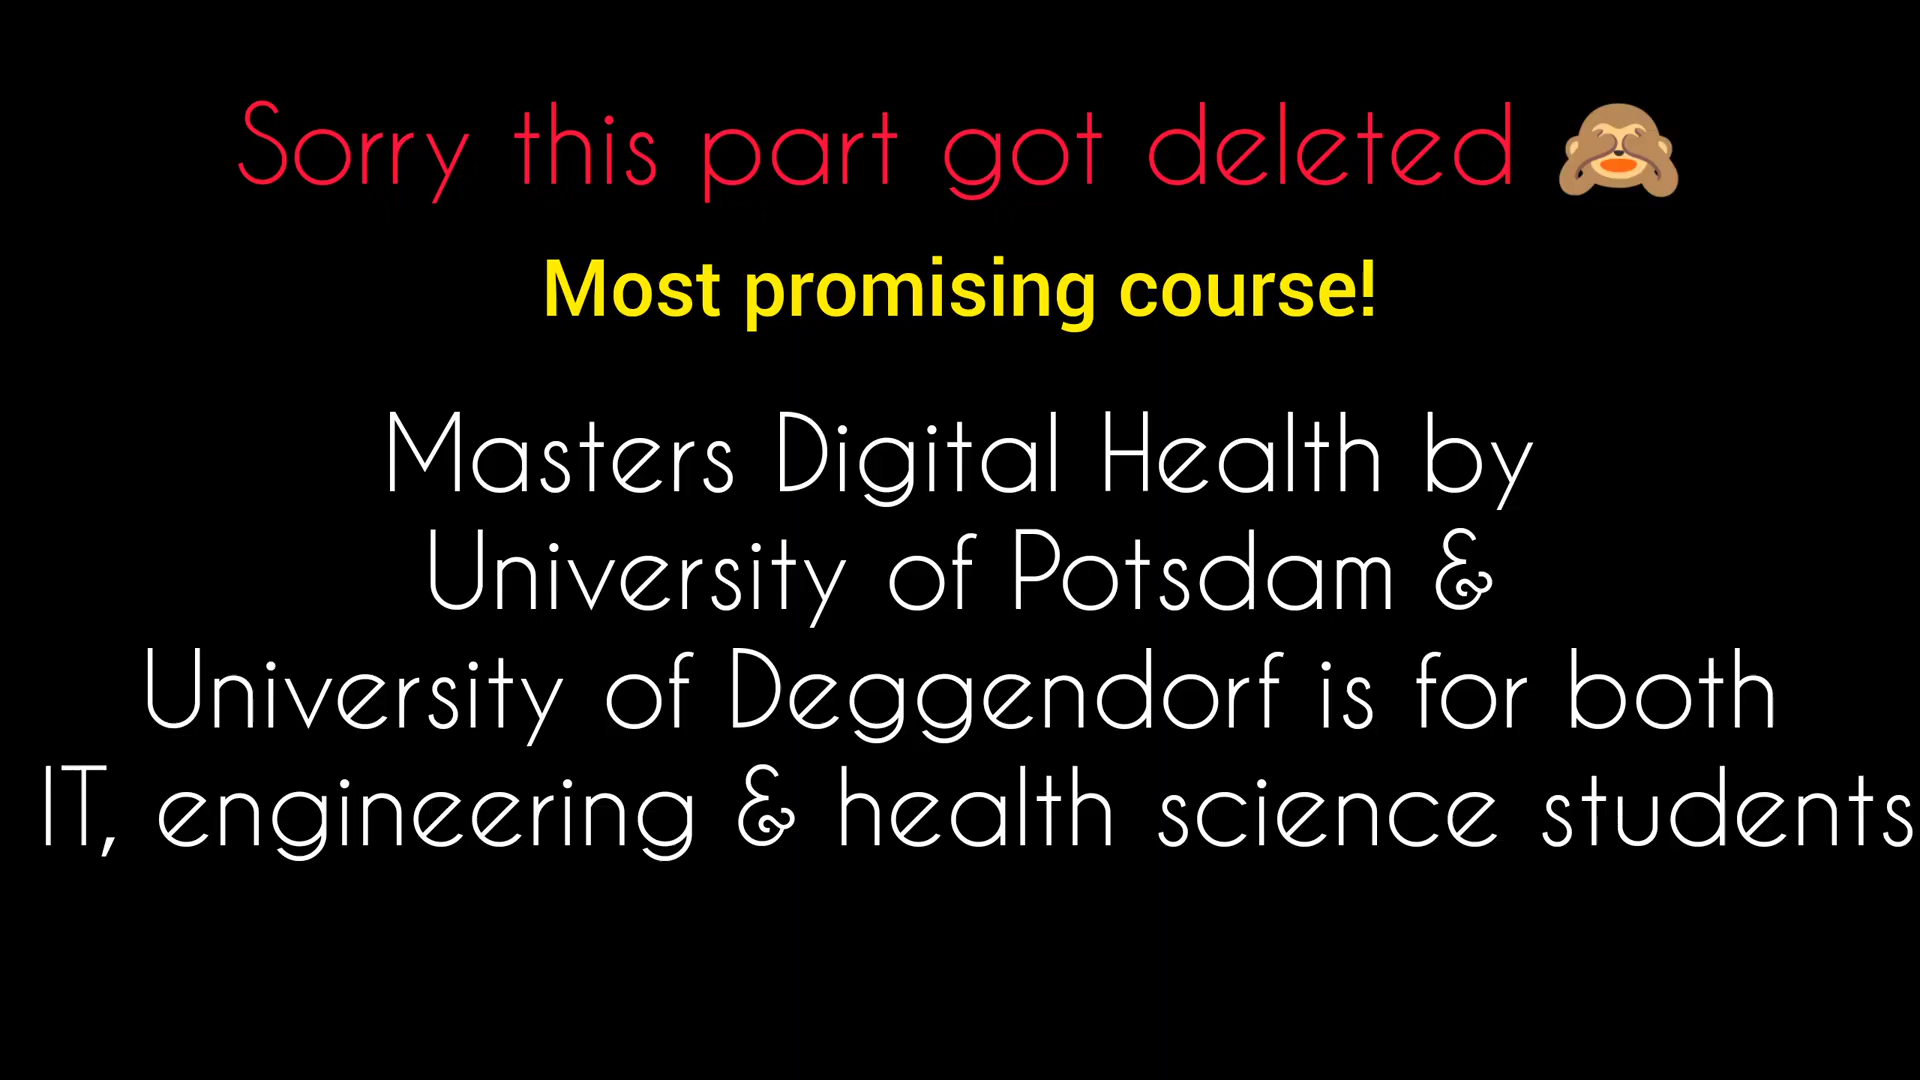 Sorry this part got deleted 🙈
Most promising course!
Masters Digital Health by
University of Potsdam &
University of Deggendorf is for both
IT, engineering & health science students